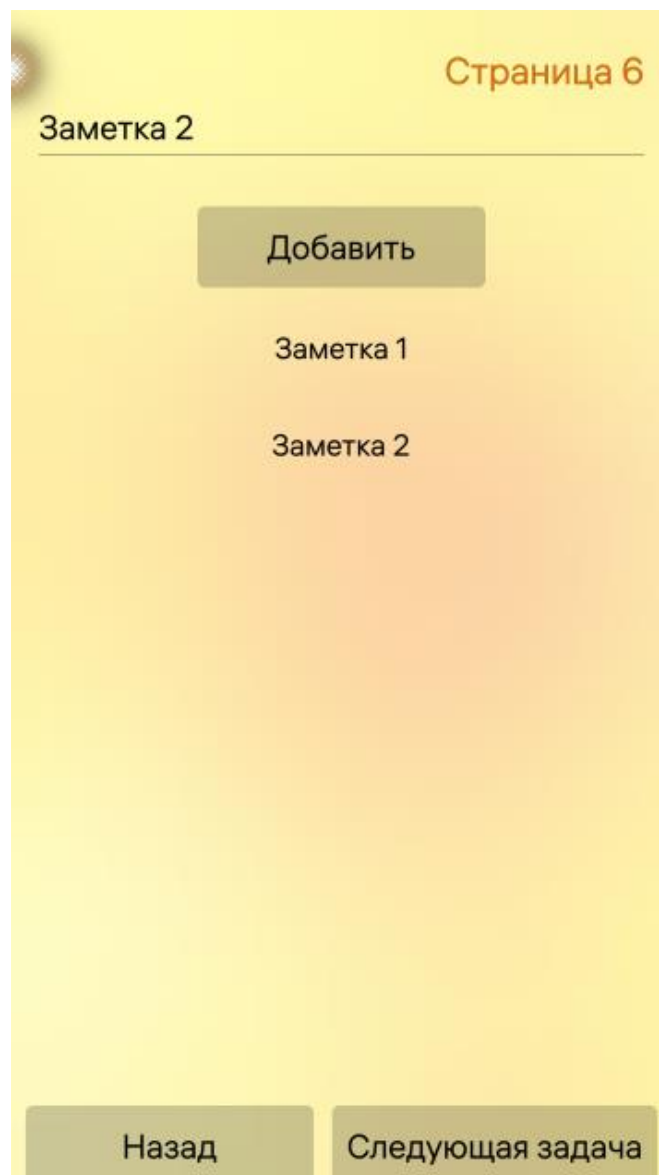 Страница 6
Заметка 2
Добавить
Заметка 1
Заметка 2
Назад
Следующая задача